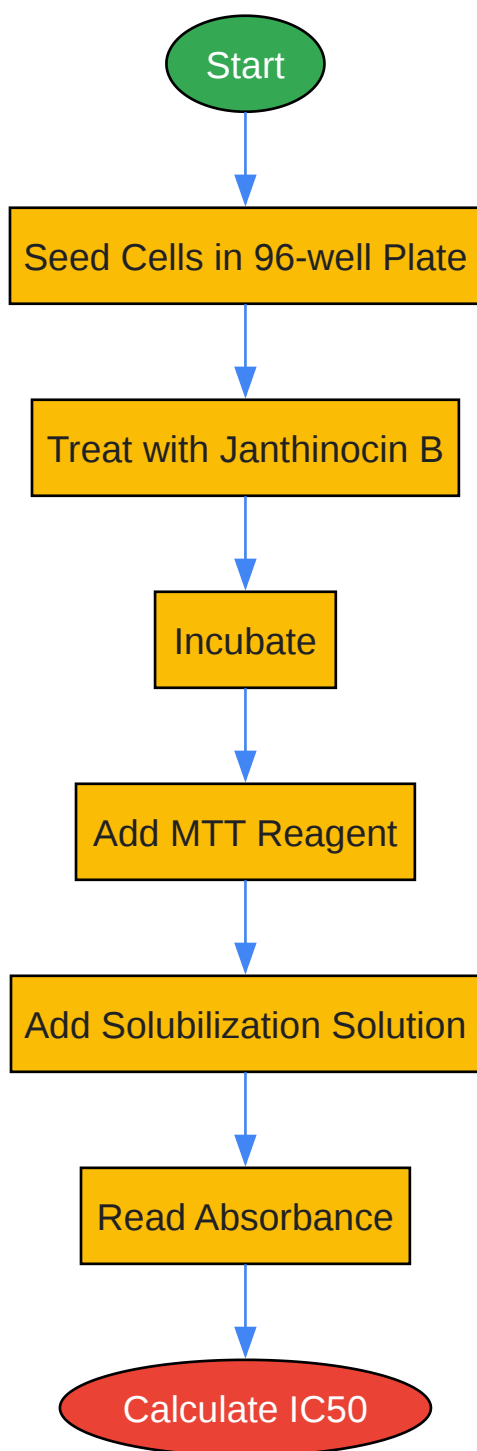 Start
Seed Cells in 96-well Plate
Treat with Janthinocin B
Incubate
Add MTT Reagent
Add Solubilization Solution
Read Absorbance
Calculate IC50